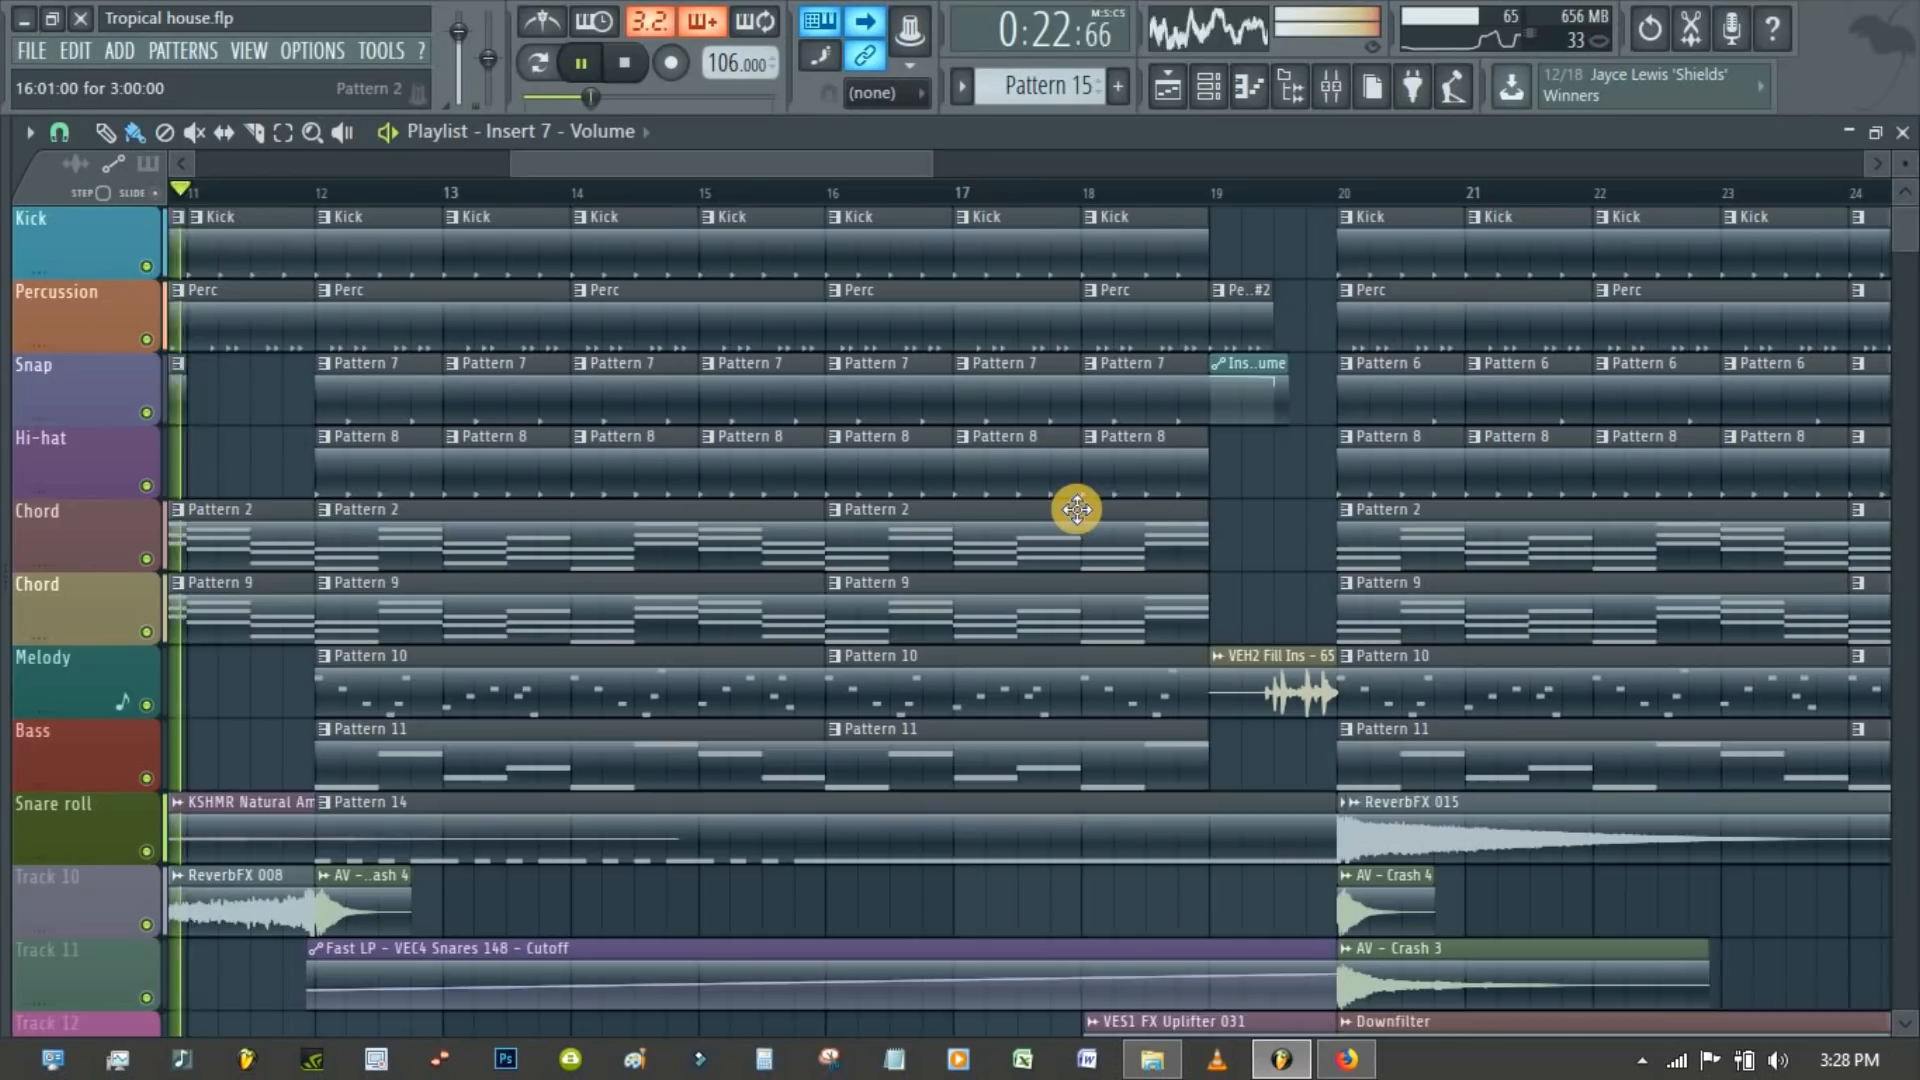 Tropical house.flp
FILE EDIT ADD PATTERNS VIEW OPTIONS TOOLS ?
16:01:00 for 3:00:00 Pattern 2
3.2.
106.000
(none)
0:22:66
M:S:CS
Pattern 15
65 656 MB
33
12/18 Jayce Lewis 'Shields'
Winners
Playlist - Insert 7 - Volume
STEP SLIDE
11 12 13 14 15 16 17 18 19 20 21 22 23 24
Kick Kick Kick Kick Kick Kick Kick Kick Kick Kick Kick Kick Kick
Percussion Perc Perc Perc Perc Perc Pe..#2 Perc Perc
Snap Pattern 7 Pattern 7 Pattern 7 Pattern 7 Pattern 7 Pattern 7 Pattern 7 Ins..ume Pattern 6 Pattern 6 Pattern 6 Pattern 6
Hi-hat Pattern 8 Pattern 8 Pattern 8 Pattern 8 Pattern 8 Pattern 8 Pattern 8 Pattern 8 Pattern 8 Pattern 8 Pattern 8
Chord Pattern 2 Pattern 2 Pattern 2 Pattern 2
Chord Pattern 9 Pattern 9 Pattern 9 Pattern 9
Melody Pattern 10 Pattern 10 VEH2 Fill Ins - 65 Pattern 10
Bass Pattern 11 Pattern 11 Pattern 11
Snare roll KSHMR Natural Am Pattern 14 ReverbFX 015
Track 10 ReverbFX 008 AV -..ash 4 AV - Crash 4
Track 11 Fast LP - VEC4 Snares 148 - Cutoff AV - Crash 3
Track 12 VES1 FX Uplifter 031 Downfilter
Ps
3:28 PM